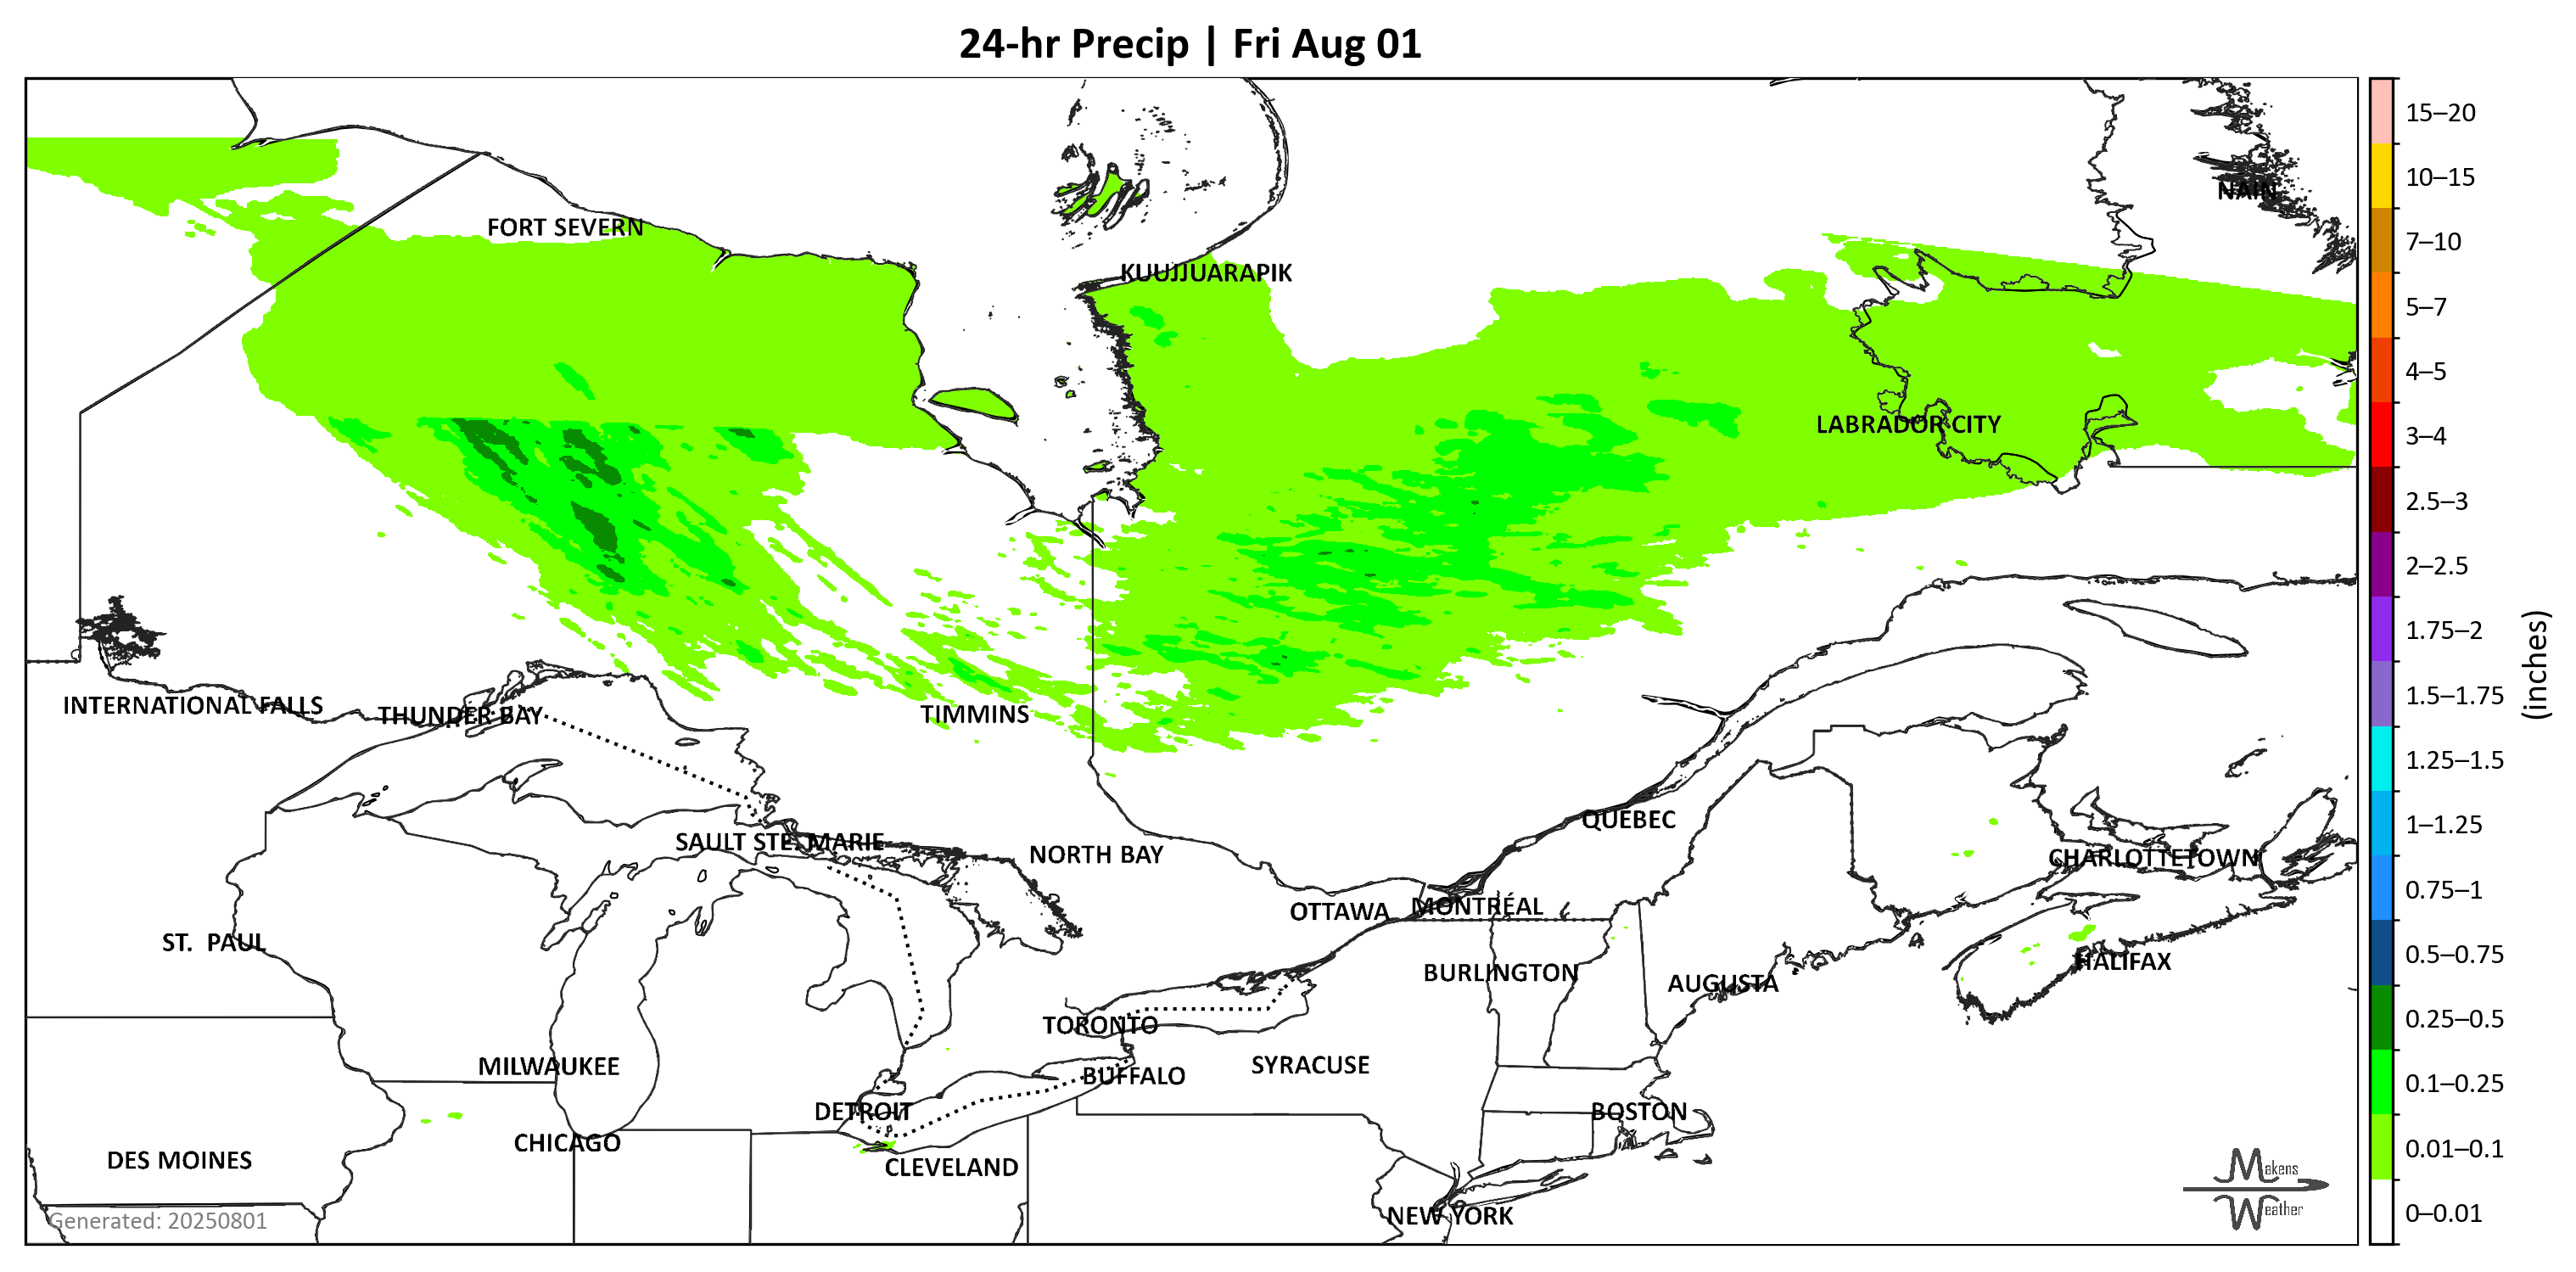 24-hr Precip | Fri Aug 01
NAIN
FORT SEVERN
KUUJJUARAPIK
LABRADOR CITY
INTERNATIONAL FALLS
THUNDER BAY
TIMMINS
QUEBEC
SAULT STE. MARIE
NORTH BAY
CHARLOTTETOWN
OTTAWA
MONTRÉAL
ST. PAUL
HALIFAX
BURLINGTON
AUGUSTA
TORONTO
MILWAUKEE
SYRACUSE
BUFFALO
DETROIT
BOSTON
CHICAGO
DES MOINES
CLEVELAND
NEW YORK
Generated: 20250801
Makens
Weather
15–20
10–15
7–10
5–7
4–5
3–4
2.5–3
2–2.5
1.75–2
1.5–1.75
1.25–1.5
1–1.25
0.75–1
0.5–0.75
0.25–0.5
0.1–0.25
0.01–0.1
0–0.01
(inches)